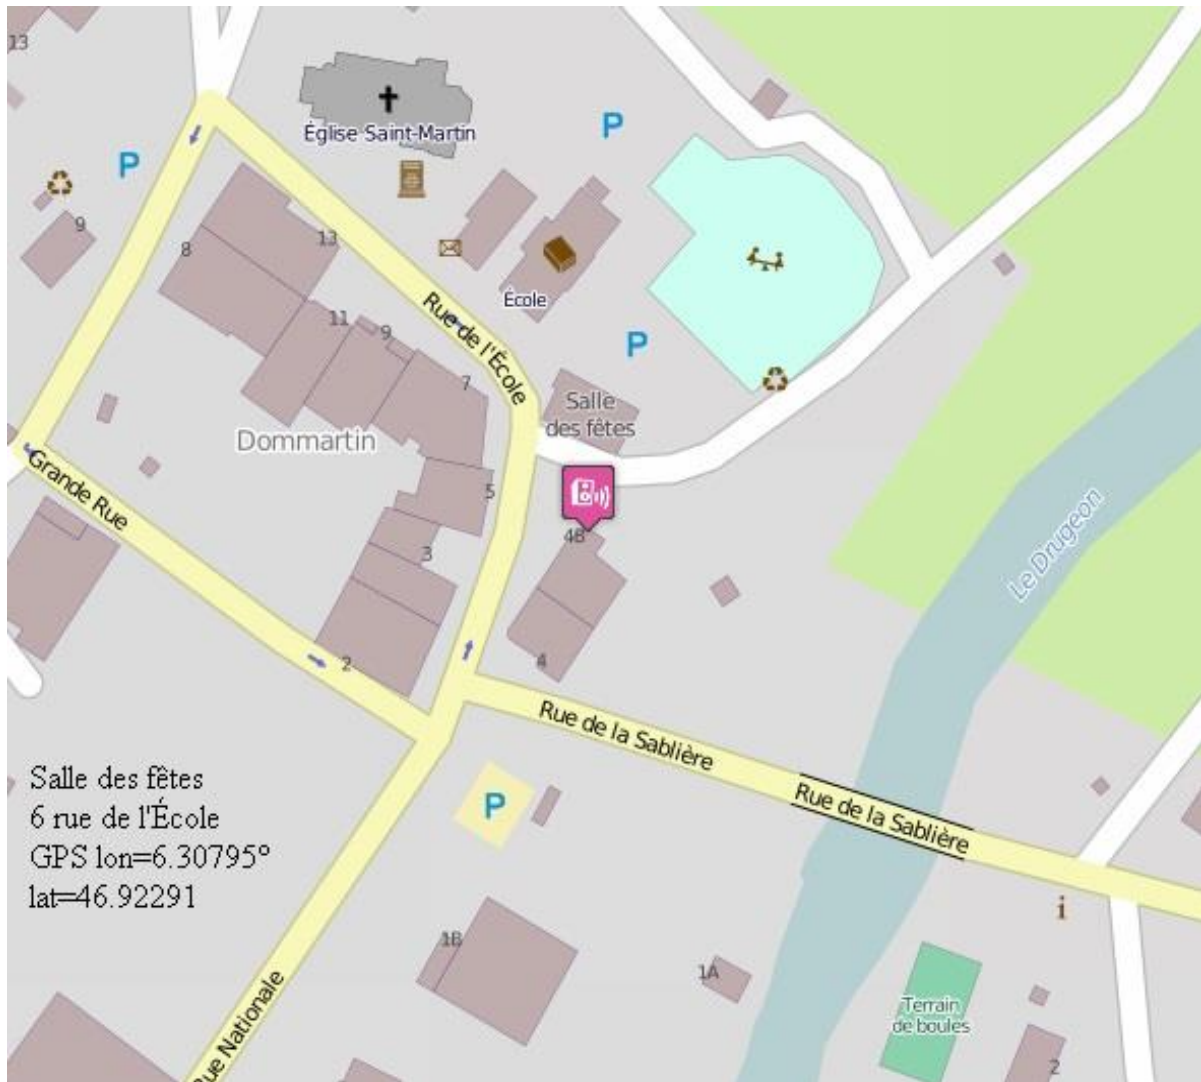 13
P
Église Saint-Martin
P
9
8
13
École
11
9
Rue de l'École
P
7
Salle
des fêtes
Dommartin
Grande Rue
5
4B
3
Le Drugeon
2
4
Rue de la Sablière
Salle des fêtes
6 rue de l'École
GPS lon=6.30795°
lat=46.92291
P
Rue de la Sablière
i
1B
1A
Rue Nationale
Terrain
de boules
2